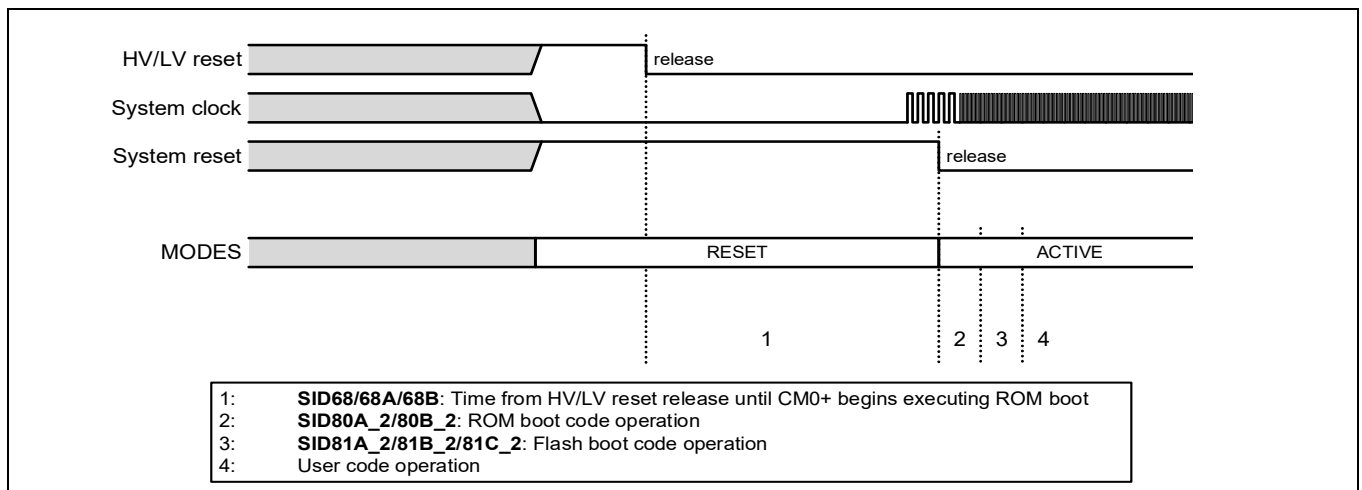 HV/LV reset
release
System clock
System reset
release
MODES
RESET
ACTIVE
1
2
3
4
1: SID68/68A/68B: Time from HV/LV reset release until CM0+ begins executing ROM boot
2: SID80A_2/80B_2: ROM boot code operation
3: SID81A_2/81B_2/81C_2: Flash boot code operation
4: User code operation